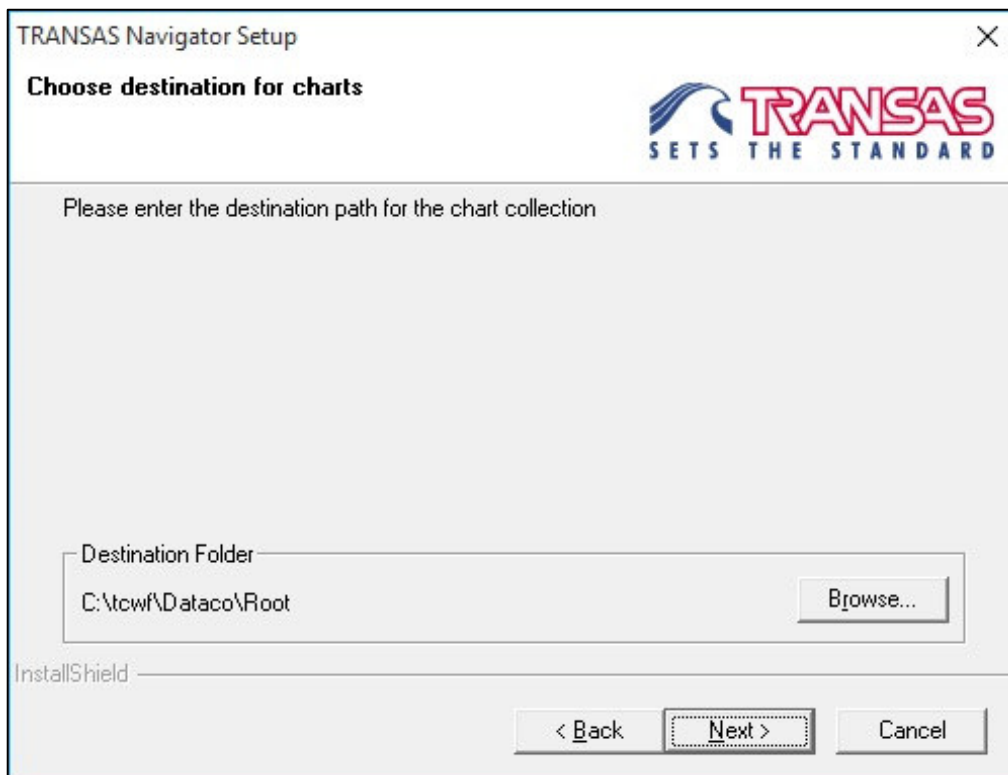 TRANSAS Navigator Setup
Choose destination for charts
TRANSAS
SETS THE STANDARD
Please enter the destination path for the chart collection
Destination Folder
C:\tcwf\Dataco\Root
Browse...
InstallShield
< Back
Next >
Cancel